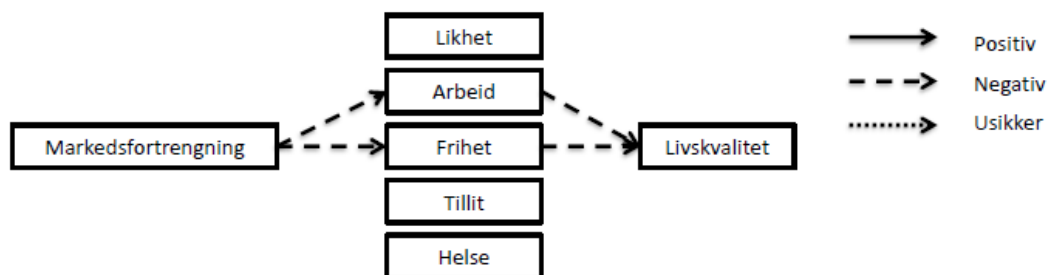 Likhet
Arbeid
Markedsfortrengning
Frihet
Livskvalitet
Tillit
Helse
Positiv
Negativ
Usikker